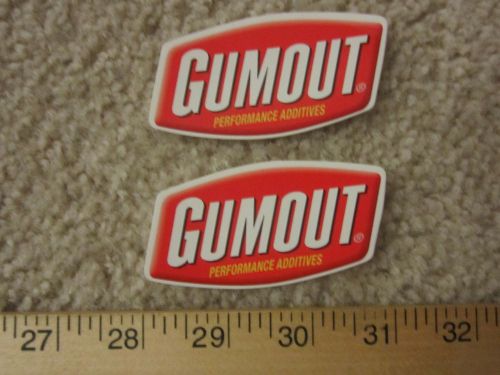 GUMOUT®
PERFORMANCE ADDITIVES
GUMOUT®
PERFORMANCE ADDITIVES
27 28 29 30 31 32